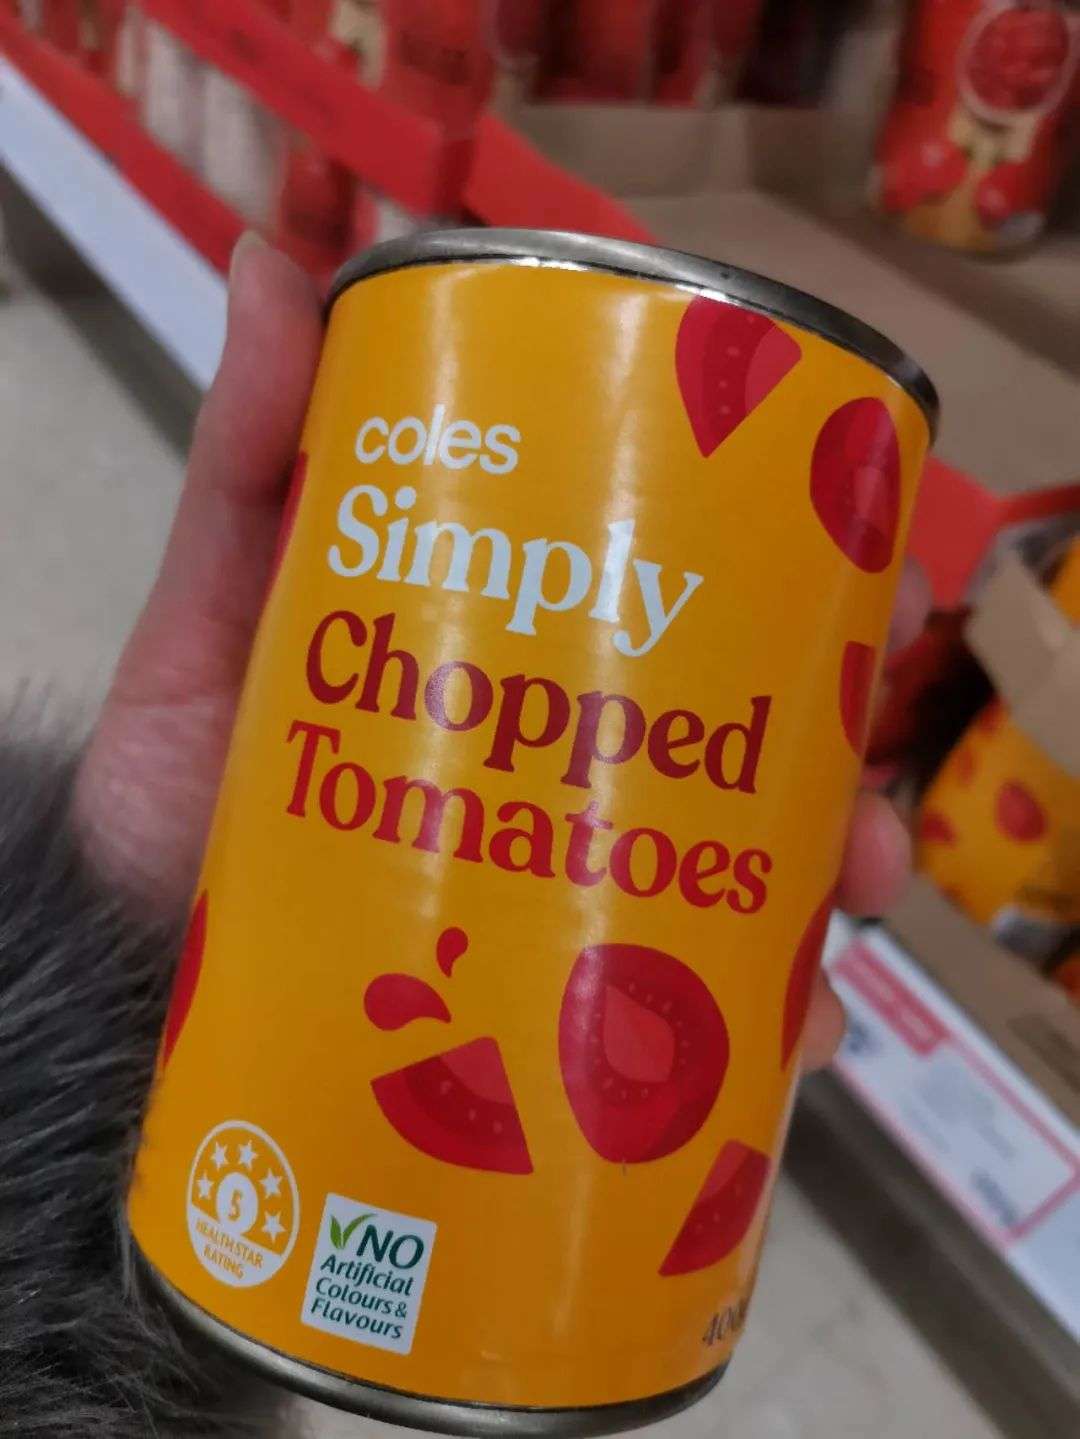 coles
Simply
Chopped
Tomatoes
5
HEALTH STAR
RATING
NO
Artificial
Colours &
Flavours